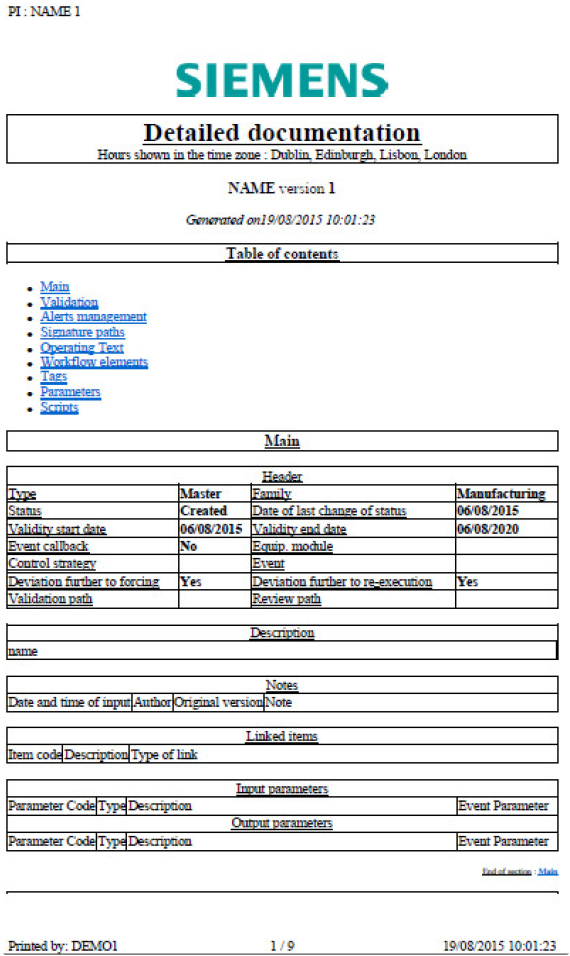 PI : NAME 1
SIEMENS
Detailed documentation
Hours shown in the time zone : Dublin, Edinburgh, Lisbon, London
NAME version 1
Generated on19/08/2015 10:01:23
Table of contents
Main
Validation
Alerts management
Signature paths
Operating Text
Workflow elements
Tags
Parameters
Scripts
Main
Header
Type Master Family Manufacturing
Status Created Date of last change of status 06/08/2015
Validity start date 06/08/2015 Validity end date 06/08/2020
Event callback No Equip. module
Control strategy Event
Deviation further to forcing Yes Deviation further to re-execution Yes
Validation path Review path
Description
name
Notes
Date and time of input Author Original version Note
Linked items
Item code Description Type of link
Input parameters
Parameter Code Type Description Event Parameter
Output parameters
Parameter Code Type Description Event Parameter
End of section : Main
Printed by: DEMO1 1 / 9 19/08/2015 10:01:23